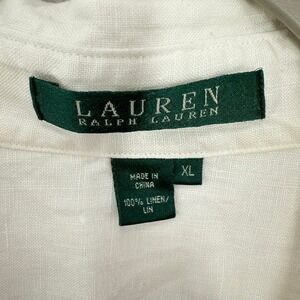 LAUREN
RALPH LAUREN
MADE IN
CHINA
XL
100% LINEN/
LIN